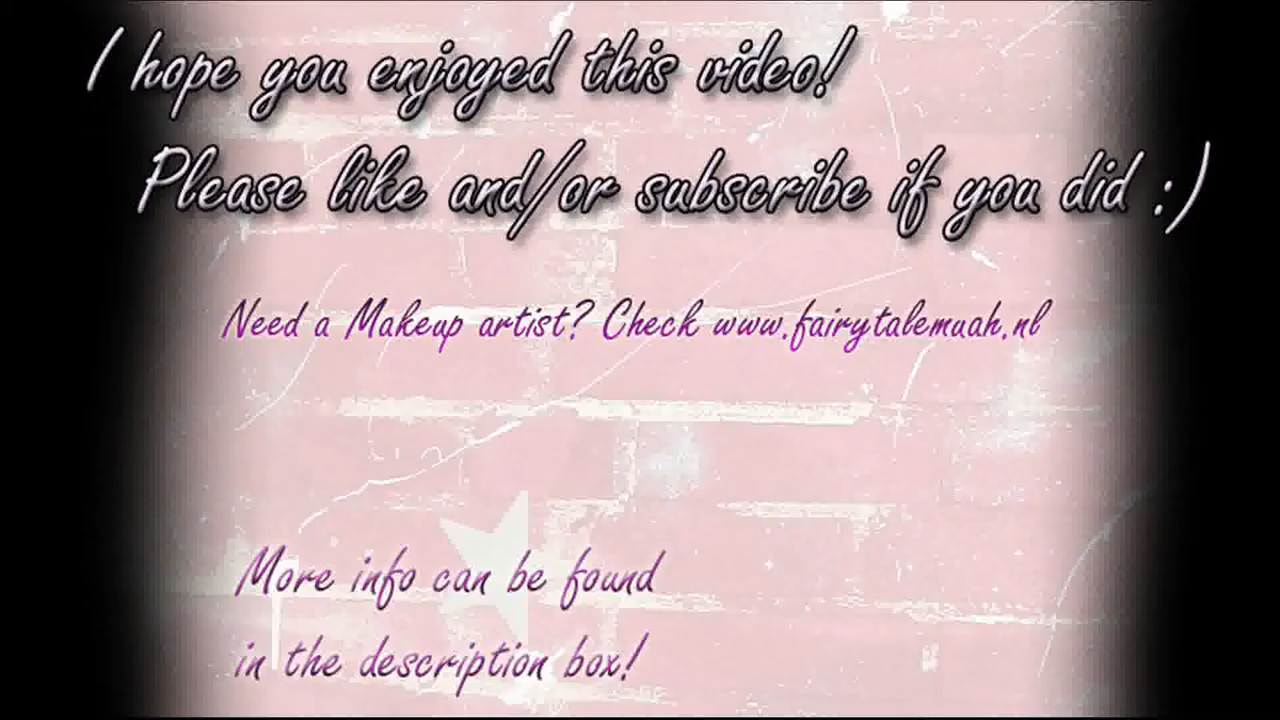 I hope you enjoyed this video!
Please like and/or subscribe if you did :)
Need a Makeup artist? Check www.fairytalemuah.nl
More info can be found
in the description box!